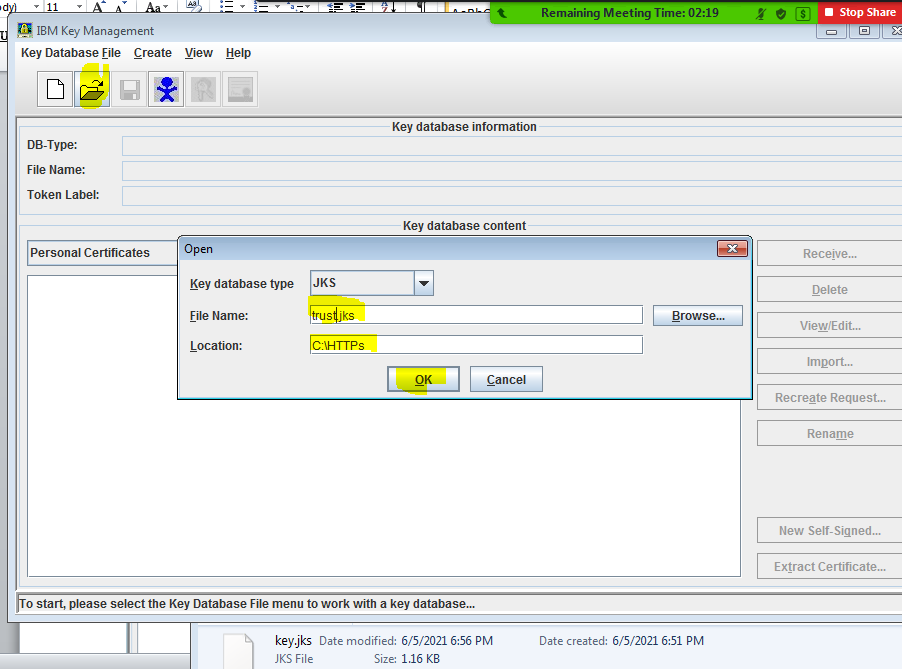 11
Aa
Remaining Meeting Time: 02:19
Stop Share
IBM Key Management
Key Database File Create View Help
Key database information
DB-Type:
File Name:
Token Label:
Key database content
Personal Certificates
Open
Key database type JKS
File Name: trust.jks Browse...
Location: C:\HTTPs
OK Cancel
Receive...
Delete
View/Edit...
Import...
Recreate Request...
Rename
New Self-Signed...
Extract Certificate...
To start, please select the Key Database File menu to work with a key database...
key.jks Date modified: 6/5/2021 6:56 PM Date created: 6/5/2021 6:51 PM
JKS File Size: 1.16 KB